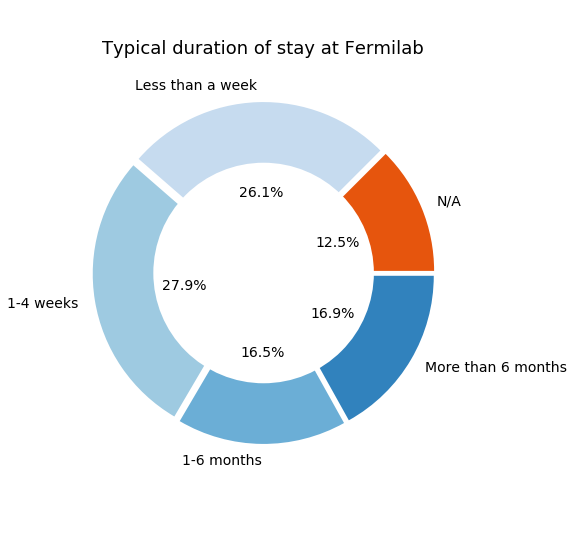 Typical duration of stay at Fermilab
Less than a week
26.1%
N/A
12.5%
1-4 weeks
27.9%
16.9%
More than 6 months
16.5%
1-6 months